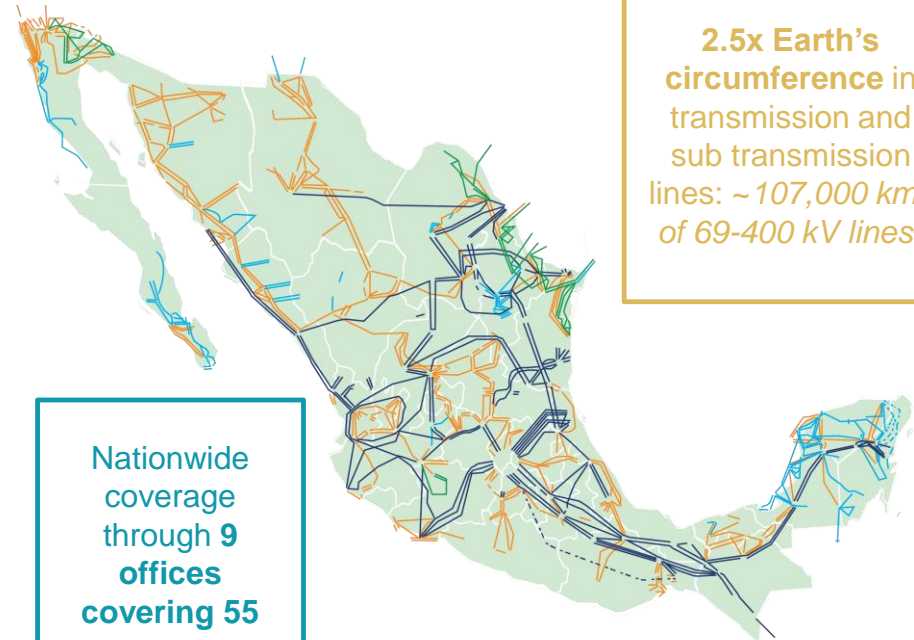 2.5x Earth’s
circumference in
transmission and
sub transmission
lines: ~107,000 km
of 69-400 kV lines
Nationwide
coverage
through 9
offices
covering 55